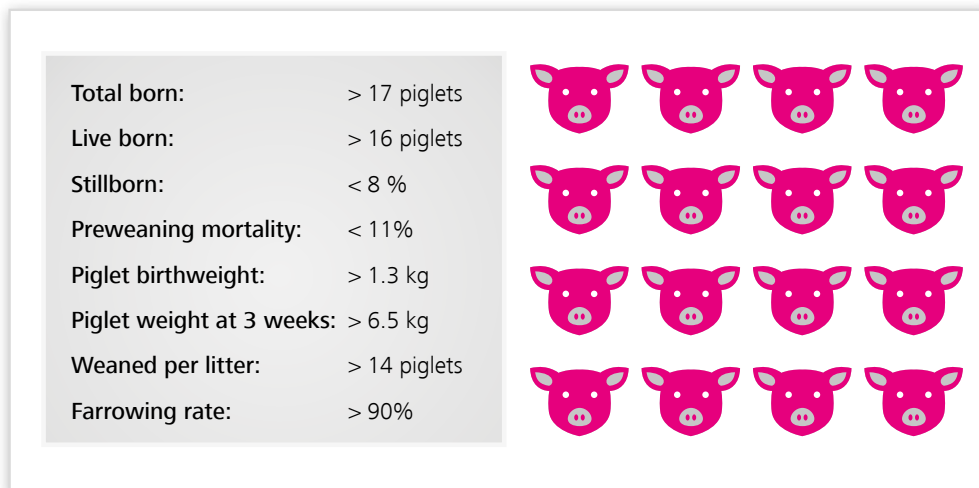 Total born: > 17 piglets
Live born: > 16 piglets
Stillborn: < 8 %
Preweaning mortality: < 11%
Piglet birthweight: > 1.3 kg
Piglet weight at 3 weeks: > 6.5 kg
Weaned per litter: > 14 piglets
Farrowing rate: > 90%